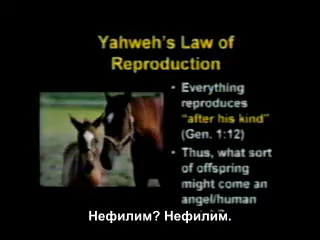 Yahweh's Law of
Reproduction
• Everything
reproduces
"after his kind"
(Gen. 1:12)
• Thus, what sort
of offspring
might come an
angel/human
Нефилим? Нефилим.